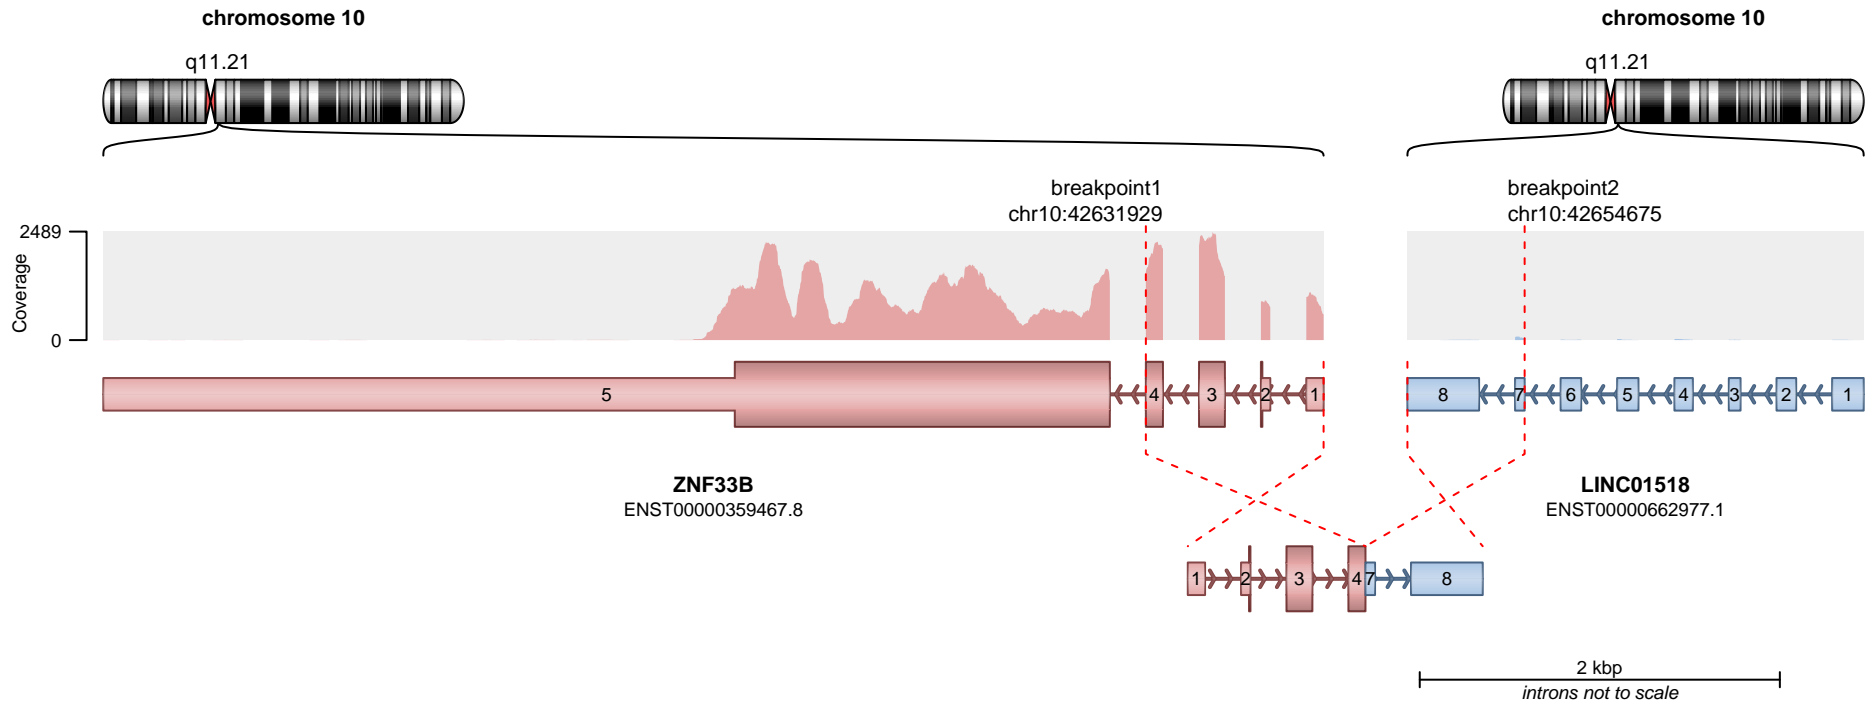 chromosome 10
chromosome 10
q11.21
q11.21
breakpoint1
chr10:42631929
breakpoint2
chr10:42654675
2489
Coverage
0
5
4
3
2
1
8
7
6
5
4
3
2
1
ZNF33B
ENST00000359467.8
LINC01518
ENST00000662977.1
1
2
3
4
7
8
2 kbp
introns not to scale